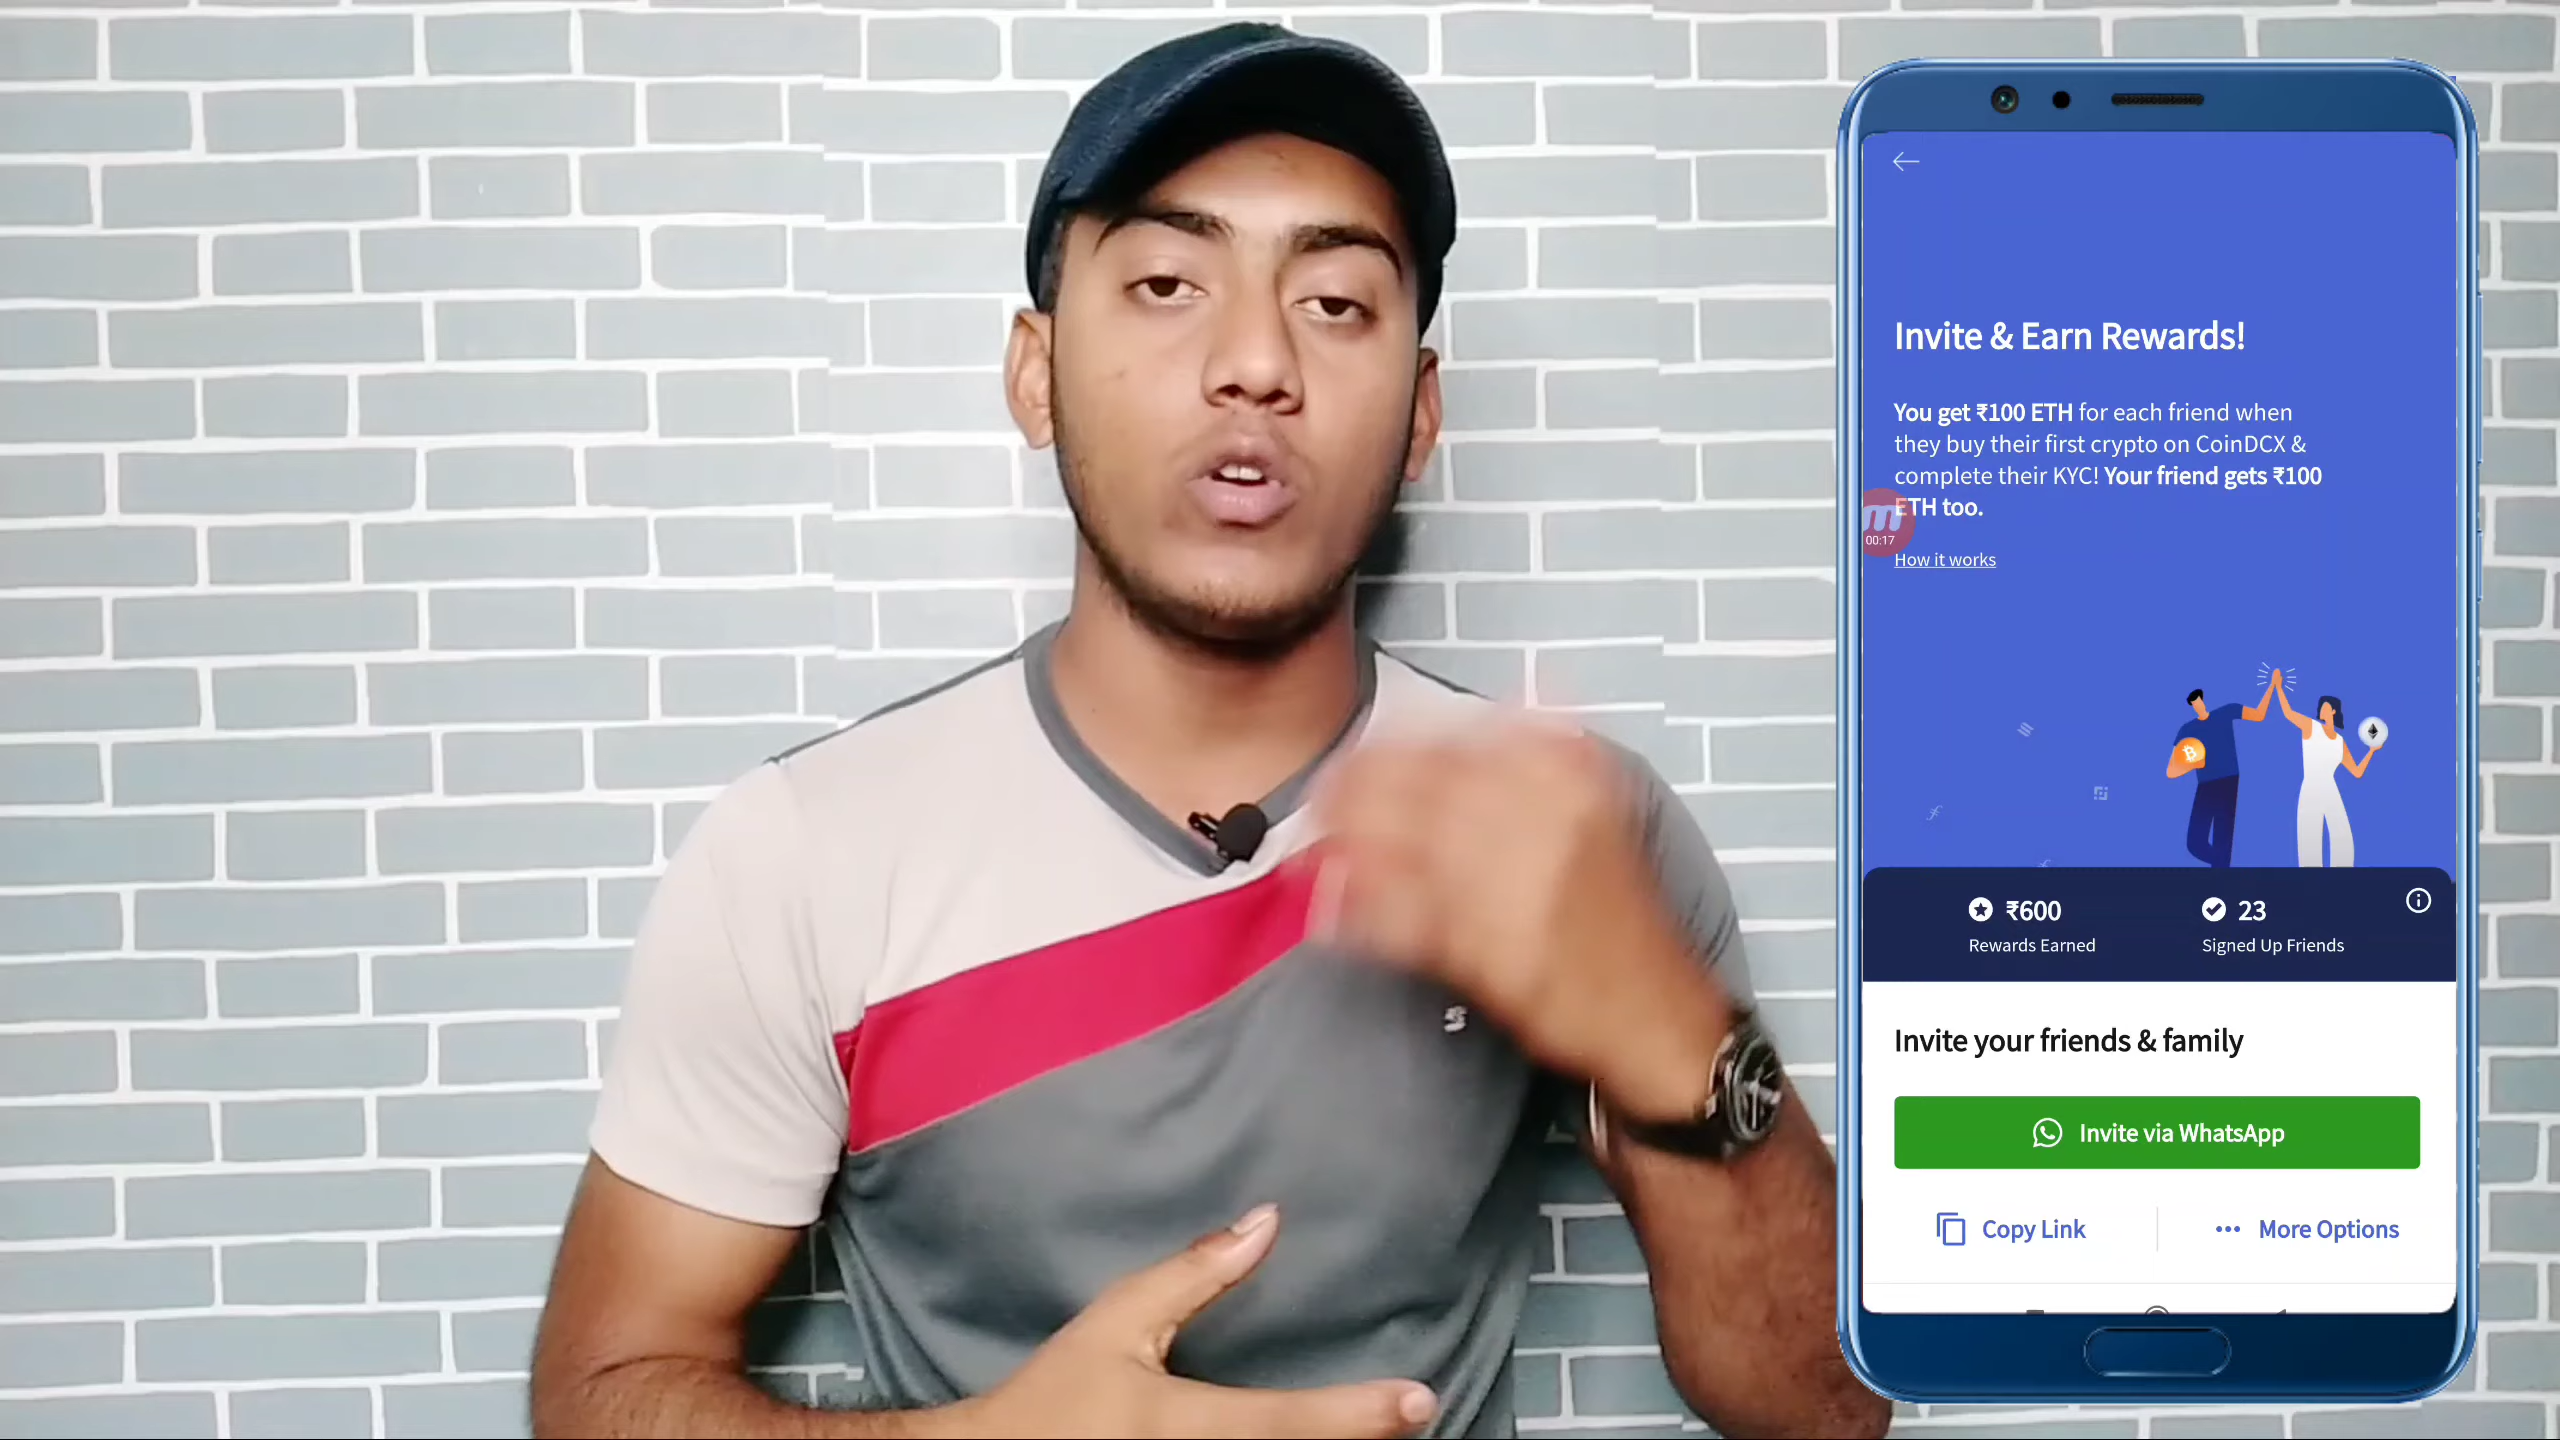 Invite & Earn Rewards!
You get ₹100 ETH for each friend when
they buy their first crypto on CoinDCX &
complete their KYC! Your friend gets ₹100
ETH too.
00:17
How it works
₹600
Rewards Earned
23
Signed Up Friends
Invite your friends & family
Invite via WhatsApp
Copy Link
More Options